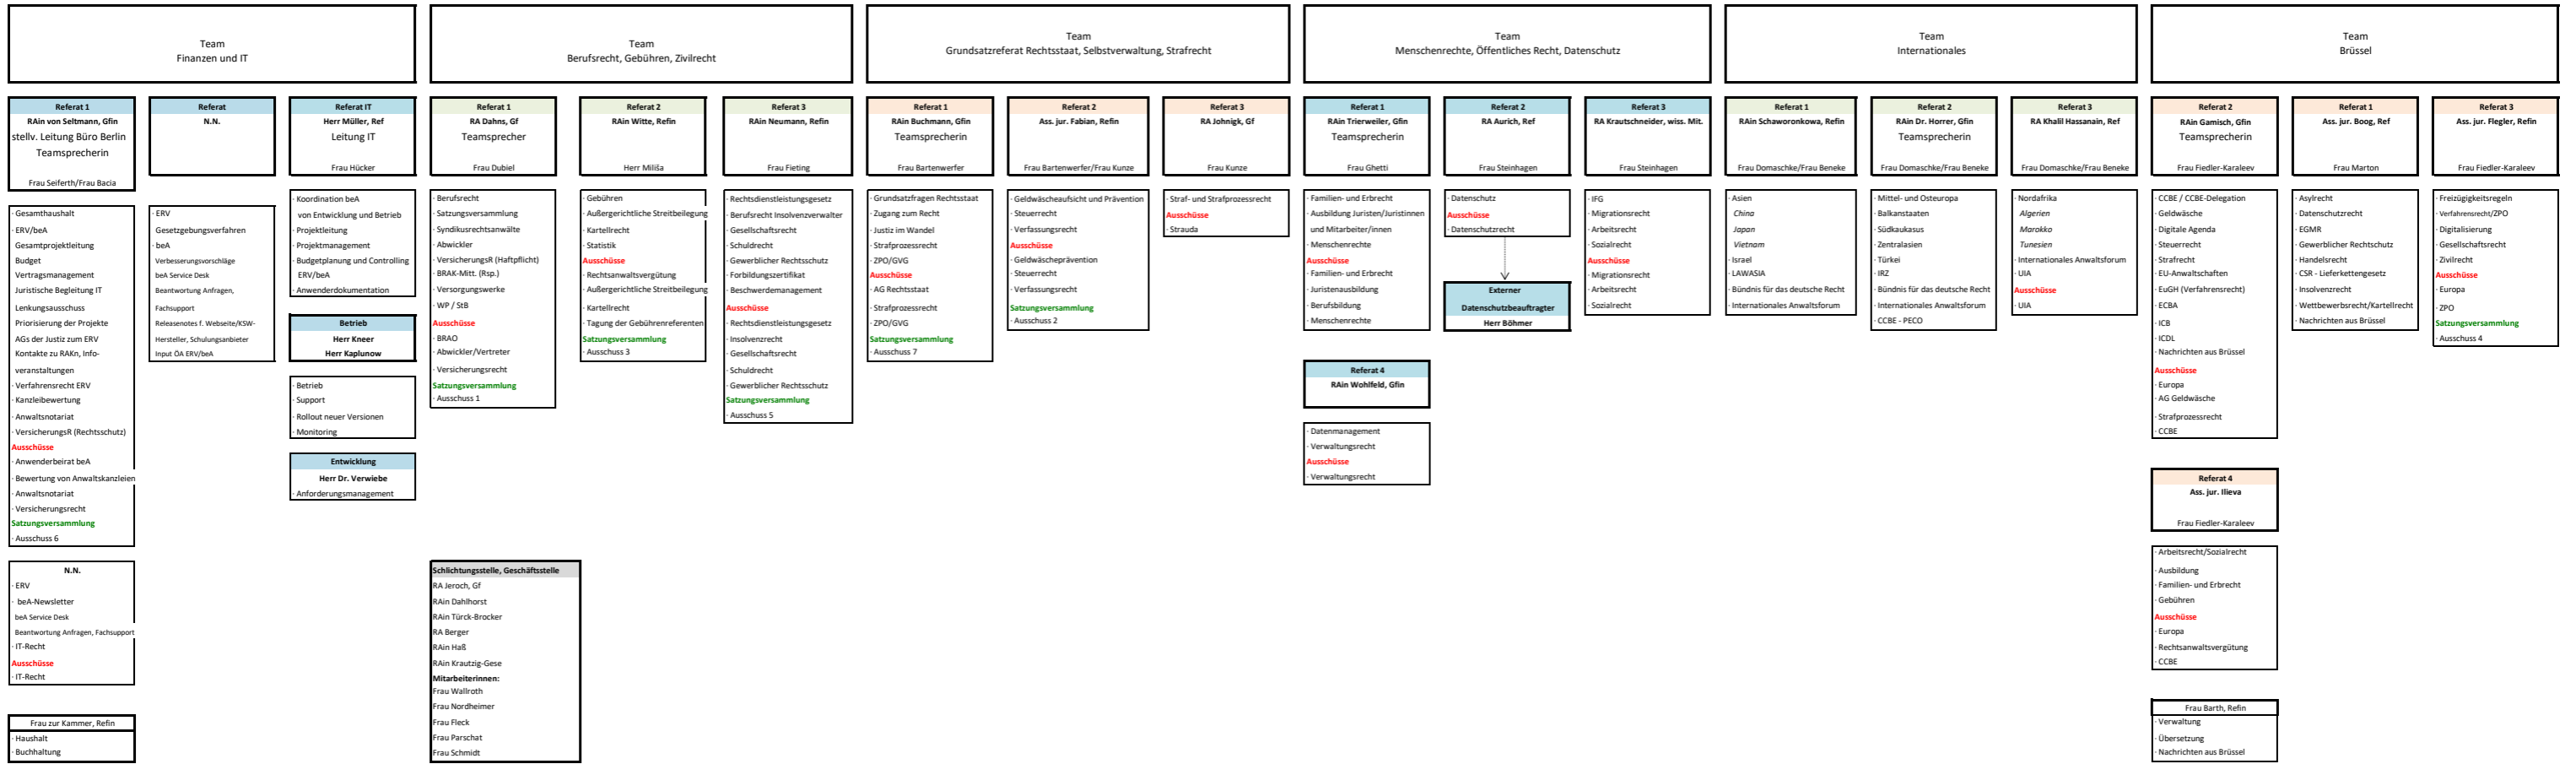 Team
Finanzen und IT
Team
Berufsrecht, Gebühren, Zivilrecht
Team
Grundsatzreferat Rechtsstaat, Selbstverwaltung, Strafrecht
Team
Menschenrechte, Öffentliches Recht, Datenschutz
Team
Internationales
Team
Brüssel
Referat 1
RAin von Seltmann, Gfin
stellv. Leitung Büro Berlin
Teamsprecherin
Frau Seiferth/Frau Bacia
· Gesamthaushalt
· ERV/beA
Gesamtprojektleitung
Budget
Vertragsmanagement
Juristische Begleitung IT
Lenkungsausschuss
Priorisierung der Projekte
AGs der Justiz zum ERV
Kontakte zu RAKn, Info-
veranstaltungen
· Verfahrensrecht ERV
· Kanzleibewertung
· Anwaltsnotariat
· VersicherungsR (Rechtsschutz)
Ausschüsse
· Anwenderbeirat beA
· Bewertung von Anwaltskanzleien
· Anwaltsnotariat
· Versicherungsrecht
Satzungsversammlung
· Ausschuss 6
N.N.
· ERV
· beA-Newsletter
beA Service Desk
Beantwortung Anfragen, Fachsupport
· IT-Recht
Ausschüsse
· IT-Recht
Frau zur Kammer, Refin
· Haushalt
· Buchhaltung
Referat
N.N.
· ERV
Gesetzgebungsverfahren
· beA
Verbesserungsvorschläge
beA Service Desk
Beantwortung Anfragen,
Fachsupport
Releasenotes f. Webseite/KSW-
Hersteller, Schulungsanbieter
Input ÖA ERV/beA
Referat IT
Herr Müller, Ref
Leitung IT
Frau Hücker
· Koordination beA
von Entwicklung und Betrieb
· Projektleitung
· Projektmanagement
· Budgetplanung und Controlling
ERV/beA
· Anwenderdokumentation
Betrieb
Herr Kneer
Herr Kaplunow
· Betrieb
· Support
· Rollout neuer Versionen
· Monitoring
Entwicklung
Herr Dr. Verwiebe
· Anforderungsmanagement
Referat 1
RA Dahns, Gf
Teamsprecher
Frau Dubiel
· Berufsrecht
· Satzungsversammlung
· Syndikusrechtsanwälte
· Abwickler
· VersicherungsR (Haftpflicht)
· BRAK-Mitt. (Rsp.)
· Versorgungswerke
· WP / StB
Ausschüsse
· BRAO
· Abwickler/Vertreter
· Versicherungsrecht
Satzungsversammlung
· Ausschuss 1
Schlichtungsstelle, Geschäftsstelle
RA Jeroch, Gf
RAin Dahlhorst
RAin Türck-Brocker
RA Berger
RAin Haß
RAin Krautzig-Gese
Mitarbeiterinnen:
Frau Wallroth
Frau Nordheimer
Frau Fleck
Frau Parschat
Frau Schmidt
Referat 2
RAin Witte, Refin
Herr Miliša
· Gebühren
· Außergerichtliche Streitbeilegung
· Kartellrecht
· Statistik
Ausschüsse
· Rechtsanwaltsvergütung
· Außergerichtliche Streitbeilegung
· Kartellrecht
· Tagung der Gebührenreferenten
Satzungsversammlung
· Ausschuss 3
Referat 3
RAin Neumann, Refin
Frau Fieting
· Rechtsdienstleistungsgesetz
· Berufsrecht Insolvenzverwalter
· Gesellschaftsrecht
· Schuldrecht
· Gewerblicher Rechtsschutz
· Forbildungszertifikat
· Beschwerdemanagement
Ausschüsse
· Rechtsdienstleistungsgesetz
· Insolvenzrecht
· Gesellschaftsrecht
· Schuldrecht
· Gewerblicher Rechtsschutz
Satzungsversammlung
· Ausschuss 5
Referat 1
RAin Buchmann, Gfin
Teamsprecherin
Frau Bartenwerfer
· Grundsatzfragen Rechtsstaat
· Zugang zum Recht
· Justiz im Wandel
· Strafprozessrecht
· ZPO/GVG
Ausschüsse
· AG Rechtsstaat
· Strafprozessrecht
· ZPO/GVG
Satzungsversammlung
· Ausschuss 7
Referat 2
Ass. jur. Fabian, Refin
Frau Bartenwerfer/Frau Kunze
· Geldwäscheaufsicht und Prävention
· Steuerrecht
· Verfassungsrecht
Ausschüsse
· Geldwäscheprävention
· Steuerrecht
· Verfassungsrecht
Satzungsversammlung
· Ausschuss 2
Referat 3
RA Johnigk, Gf
Frau Kunze
· Straf- und Strafprozessrecht
Ausschüsse
· Strauda
Referat 1
RAin Trierweiler, Gfin
Teamsprecherin
Frau Ghetti
· Familien- und Erbrecht
· Ausbildung Juristen/Juristinnen
und Mitarbeiter/innen
· Menschenrechte
Ausschüsse
· Familien- und Erbrecht
· Juristenausbildung
· Berufsbildung
· Menschenrechte
Referat 4
RAin Wohlfeld, Gfin
· Datenmanagement
· Verwaltungsrecht
Ausschüsse
· Verwaltungsrecht
Referat 2
RA Aurich, Ref
Frau Steinhagen
· Datenschutz
Ausschüsse
· Datenschutzrecht
Externer
Datenschutzbeauftragter
Herr Böhmer
Referat 3
RA Krautschneider, wiss. Mit.
Frau Steinhagen
· IFG
· Migrationsrecht
· Arbeitsrecht
· Sozialrecht
Ausschüsse
· Migrationsrecht
· Arbeitsrecht
· Sozialrecht
Referat 1
RAin Schaworonkowa, Refin
Frau Domaschke/Frau Beneke
· Asien
China
Japan
Vietnam
· Israel
· LAWASIA
· Bündnis für das deutsche Recht
· Internationales Anwaltsforum
Referat 2
RAin Dr. Horrer, Gfin
Teamsprecherin
Frau Domaschke/Frau Beneke
· Mittel- und Osteuropa
· Balkanstaaten
· Südkaukasus
· Zentralasien
· Türkei
· IRZ
· Bündnis für das deutsche Recht
· Internationales Anwaltsforum
· CCBE - PECO
Referat 3
RA Khalil Hassanain, Ref
Frau Domaschke/Frau Beneke
· Nordafrika
Algerien
Marokko
Tunesien
· Internationales Anwaltsforum
· UIA
Ausschüsse
· UIA
Referat 2
RAin Gamisch, Gfin
Teamsprecherin
Frau Fiedler-Karaleev
· CCBE / CCBE-Delegation
· Geldwäsche
· Digitale Agenda
· Steuerrecht
· Strafrecht
· EU-Anwaltschaften
· EuGH (Verfahrensrecht)
· ECBA
· ICB
· ICDL
· Nachrichten aus Brüssel
Ausschüsse
· Europa
· AG Geldwäsche
· Strafprozessrecht
· CCBE
Referat 4
Ass. jur. Ilieva
Frau Fiedler-Karaleev
· Arbeitsrecht/Sozialrecht
· Ausbildung
· Familien- und Erbrecht
· Gebühren
Ausschüsse
· Europa
· Rechtsanwaltsvergütung
· CCBE
Frau Barth, Refin
· Verwaltung
· Übersetzung
· Nachrichten aus Brüssel
Referat 1
Ass. jur. Boog, Ref
Frau Marton
· Asylrecht
· Datenschutzrecht
· EGMR
· Gewerblicher Rechtsschutz
· Handelsrecht
· CSR - Lieferkettengesetz
· Insolvenzrecht
· Wettbewerbsrecht/Kartellrecht
· Nachrichten aus Brüssel
Referat 3
Ass. jur. Flegler, Refin
Frau Fiedler-Karaleev
· Freizügigkeitsregeln
· Verfahrensrecht/ZPO
· Digitalisierung
· Gesellschaftsrecht
· Zivilrecht
Ausschüsse
· Europa
· ZPO
Satzungsversammlung
· Ausschuss 4